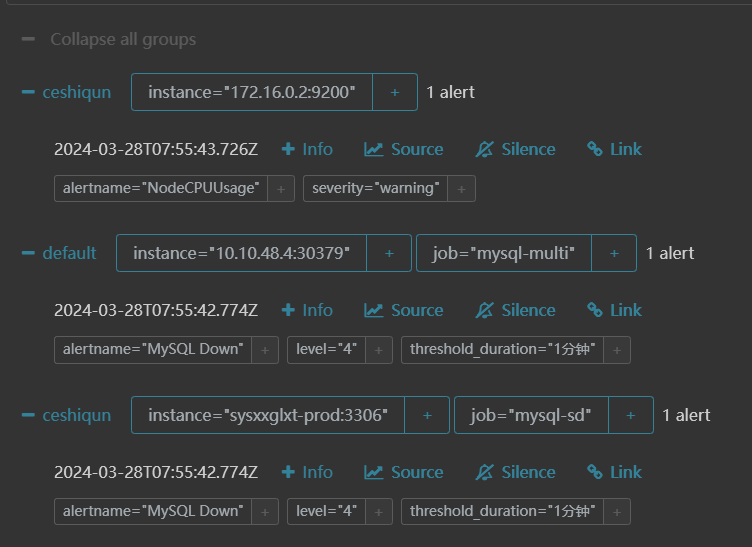 Collapse all groups
ceshiqun instance="172.16.0.2:9200" + 1 alert
2024-03-28T07:55:43.726Z Info Source Silence Link
alertname="NodeCPUUsage" + severity="warning" +
default instance="10.10.48.4:30379" + job="mysql-multi" + 1 alert
2024-03-28T07:55:42.774Z Info Source Silence Link
alertname="MySQL Down" + level="4" + threshold_duration="1分钟" +
ceshiqun instance="sysxxglxt-prod:3306" + job="mysql-sd" + 1 alert
2024-03-28T07:55:42.774Z Info Source Silence Link
alertname="MySQL Down" + level="4" + threshold_duration="1分钟" +